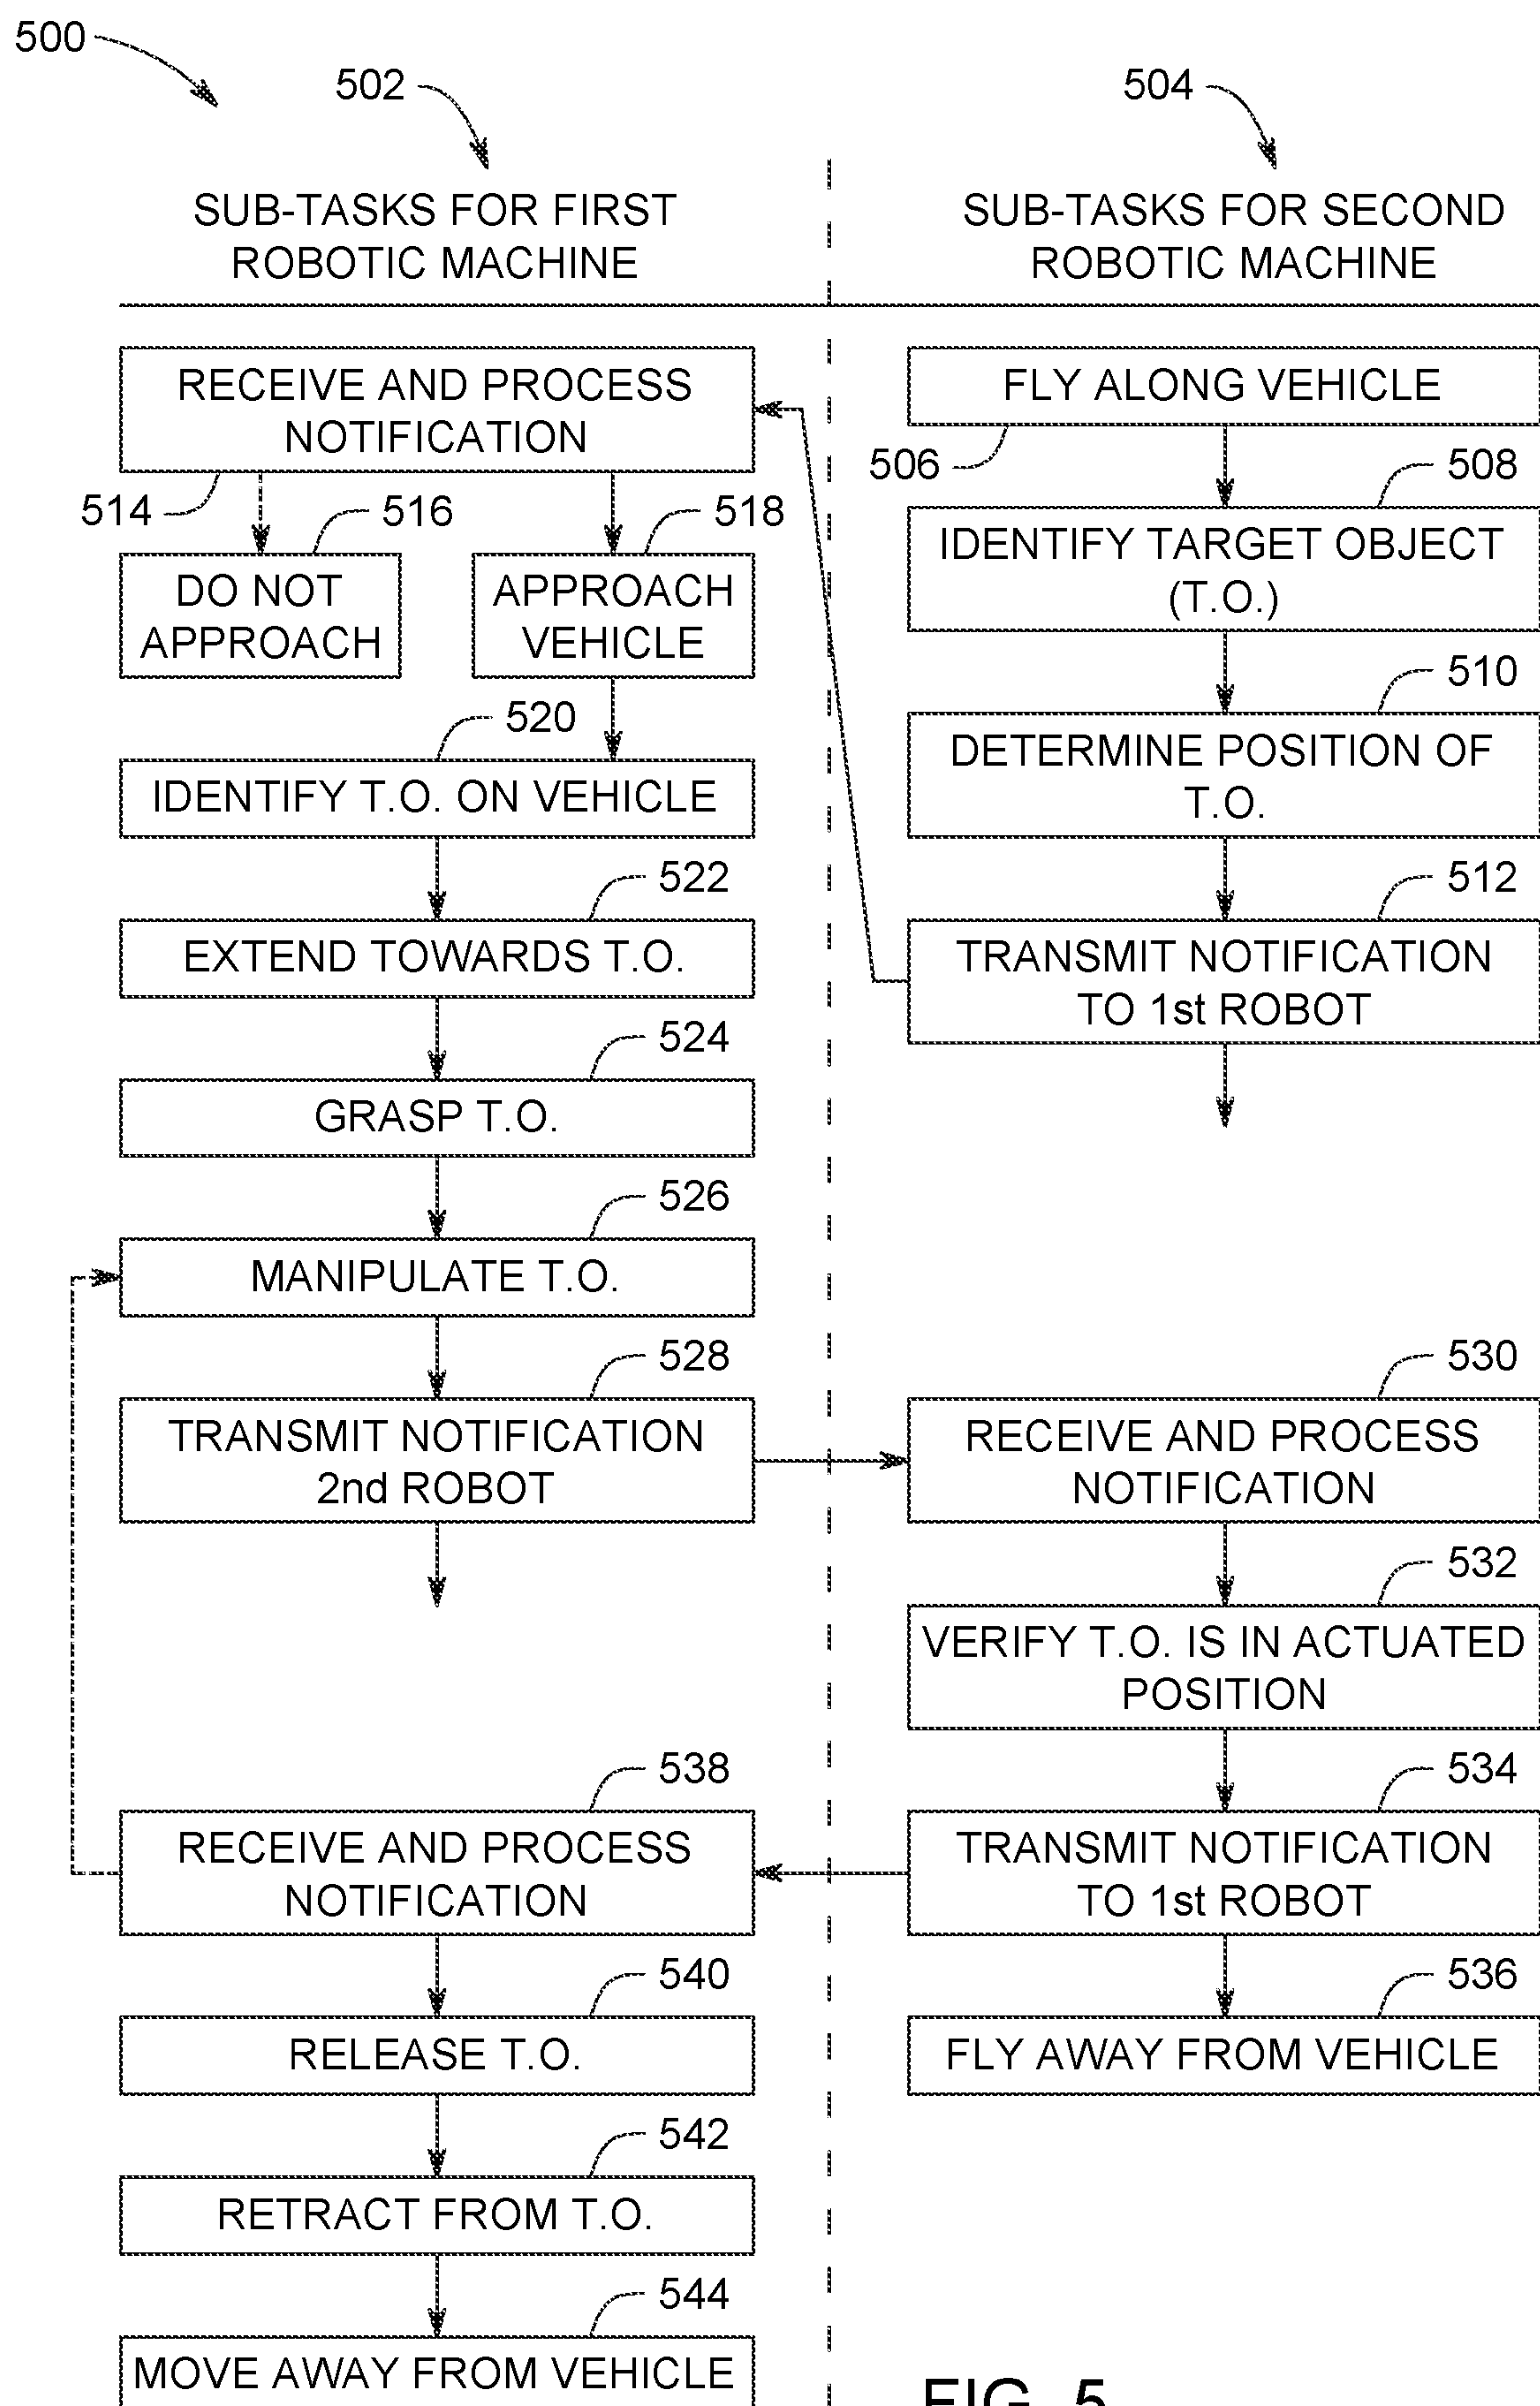 500
502
504
SUB-TASKS FOR FIRST
ROBOTIC MACHINE
SUB-TASKS FOR SECOND
ROBOTIC MACHINE
RECEIVE AND PROCESS
NOTIFICATION
514
516
518
DO NOT
APPROACH
APPROACH
VEHICLE
520
IDENTIFY T.O. ON VEHICLE
522
EXTEND TOWARDS T.O.
524
GRASP T.O.
526
MANIPULATE T.O.
528
TRANSMIT NOTIFICATION
2nd ROBOT
538
RECEIVE AND PROCESS
NOTIFICATION
540
RELEASE T.O.
542
RETRACT FROM T.O.
544
MOVE AWAY FROM VEHICLE
FLY ALONG VEHICLE
506
508
IDENTIFY TARGET OBJECT
(T.O.)
510
DETERMINE POSITION OF
T.O.
512
TRANSMIT NOTIFICATION
TO 1st ROBOT
530
RECEIVE AND PROCESS
NOTIFICATION
532
VERIFY T.O. IS IN ACTUATED
POSITION
534
TRANSMIT NOTIFICATION
TO 1st ROBOT
536
FLY AWAY FROM VEHICLE
FIG. 5